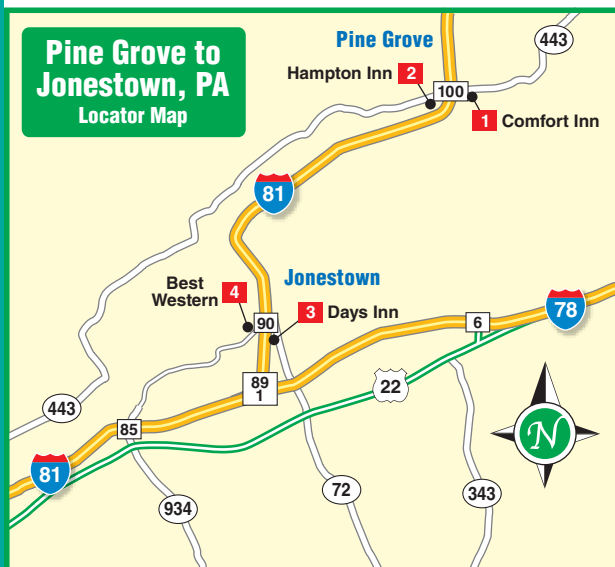 Pine Grove to
Jonestown, PA
Locator Map
Pine Grove
443
Hampton Inn 2
100
1 Comfort Inn
81
Jonestown
Best
Western 4
90
3 Days Inn
78
6
89
1
22
443
85
81
934
72
343
N